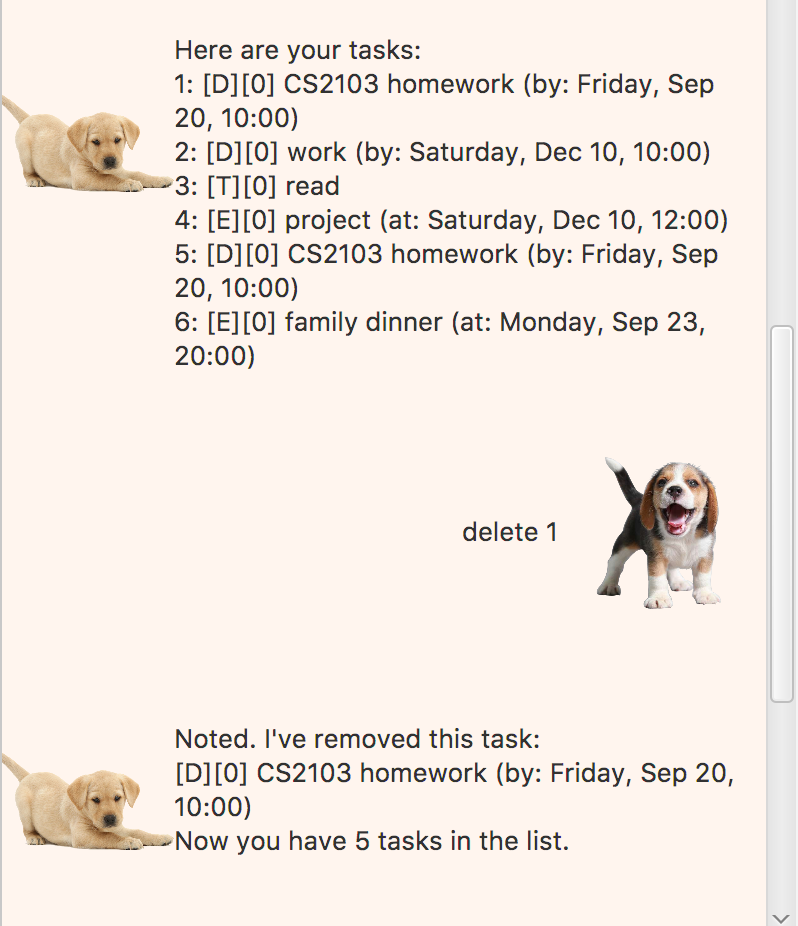 Here are your tasks:
1: [D][0] CS2103 homework (by: Friday, Sep
20, 10:00)
2: [D][0] work (by: Saturday, Dec 10, 10:00)
3: [T][0] read
4: [E][0] project (at: Saturday, Dec 10, 12:00)
5: [D][0] CS2103 homework (by: Friday, Sep
20, 10:00)
6: [E][0] family dinner (at: Monday, Sep 23,
20:00)
delete 1
Noted. I've removed this task:
[D][0] CS2103 homework (by: Friday, Sep 20,
10:00)
Now you have 5 tasks in the list.